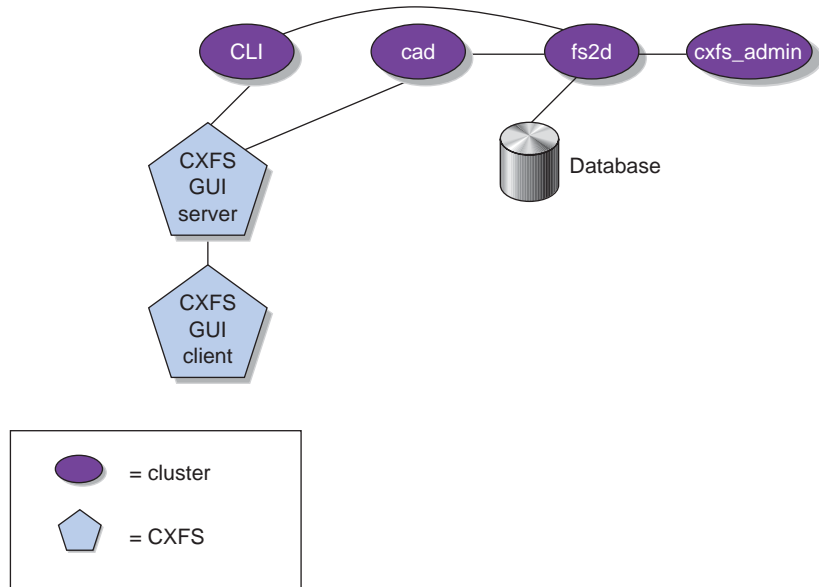 CLI
cad
fs2d
cxfs_admin
CXFS
GUI
server
Database
CXFS
GUI
client
= cluster
= CXFS